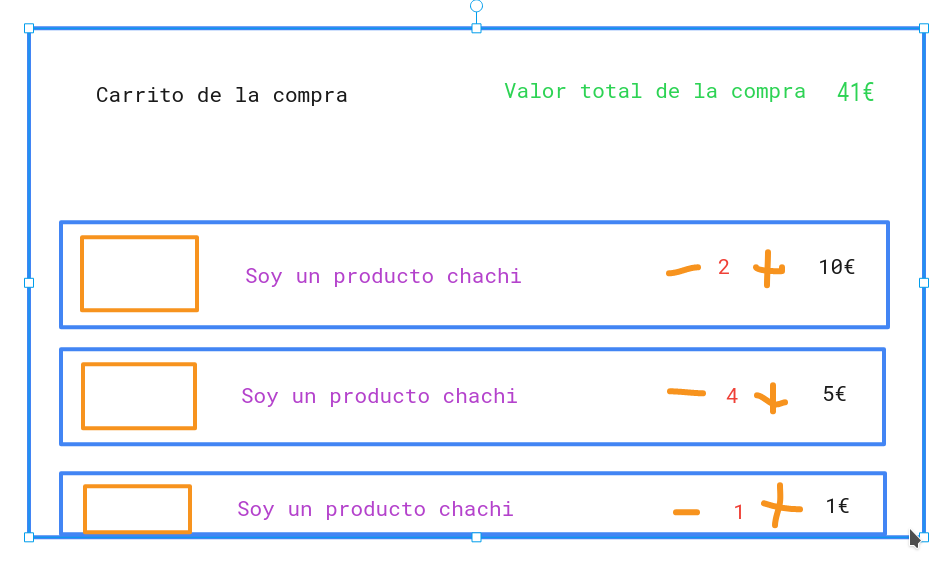 Carrito de la compra
Valor total de la compra 41€
Soy un producto chachi – 2 + 10€
Soy un producto chachi – 4 + 5€
Soy un producto chachi – 1 + 1€